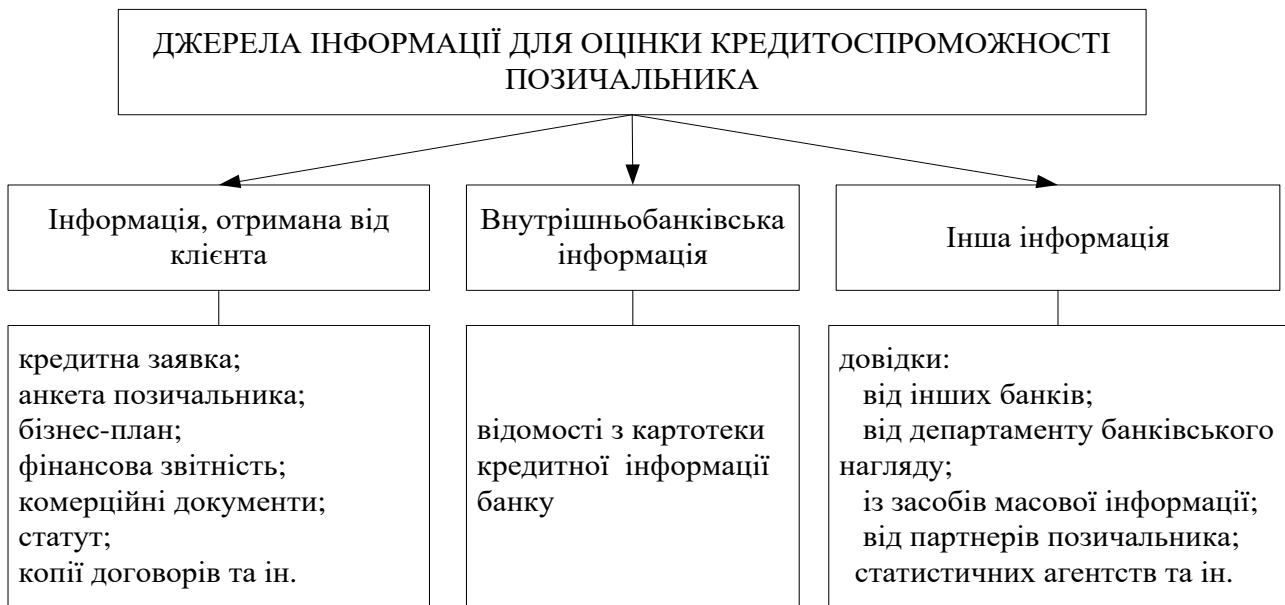 ДЖЕРЕЛА ІНФОРМАЦІЇ ДЛЯ ОЦІНКИ КРЕДИТОСПРОМОЖНОСТІ
ПОЗИЧАЛЬНИКА
Інформація, отримана від
клієнта
Внутрішньобанківська
інформація
Інша інформація
кредитна заявка;
анкета позичальника;
бізнес-план;
фінансова звітність;
комерційні документи;
статут;
копії договорів та ін.
відомості з картотеки
кредитної інформації
банку
довідки:
від інших банків;
від департаменту банківського
нагляду;
із засобів масової інформації;
від партнерів позичальника;
статистичних агентств та ін.